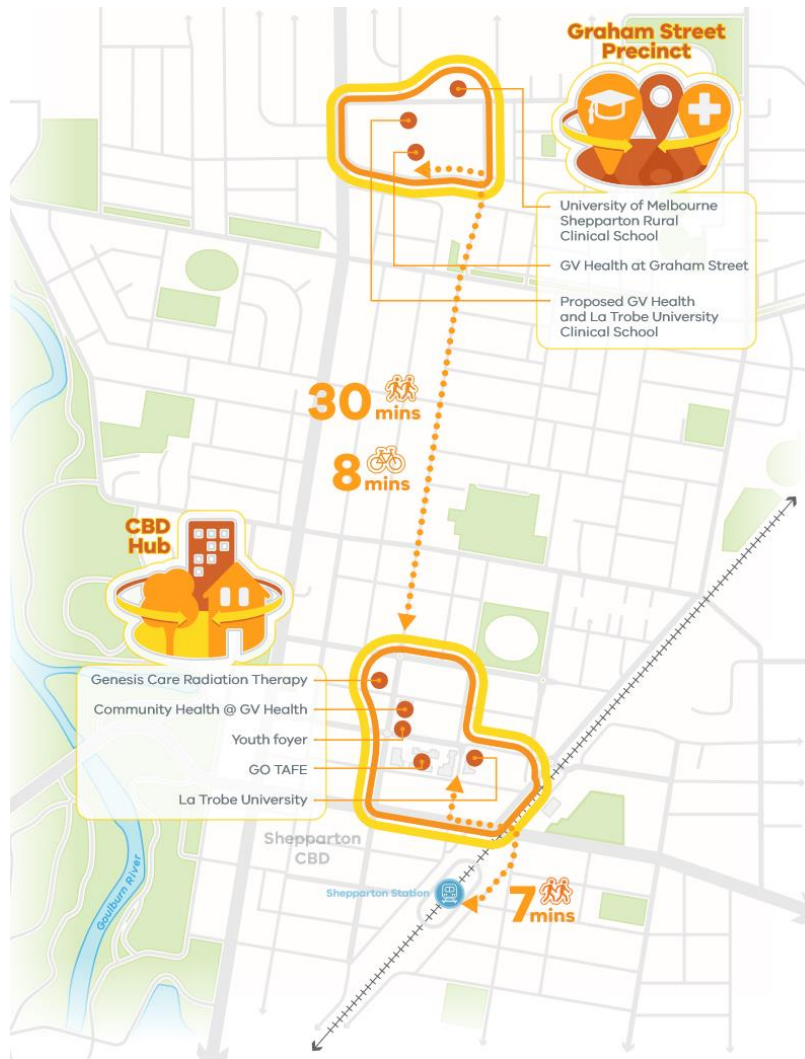 Graham Street
Precinct
University of Melbourne
Shepparton Rural
Clinical School
GV Health at Graham Street
Proposed GV Health
and La Trobe University
Clinical School
30 mins
8 mins
CBD
Hub
Genesis Care Radiation Therapy
Community Health @ GV Health
Youth foyer
GO TAFE
La Trobe University
Shepparton
CBD
Shepparton Station
7 mins
Goulburn River